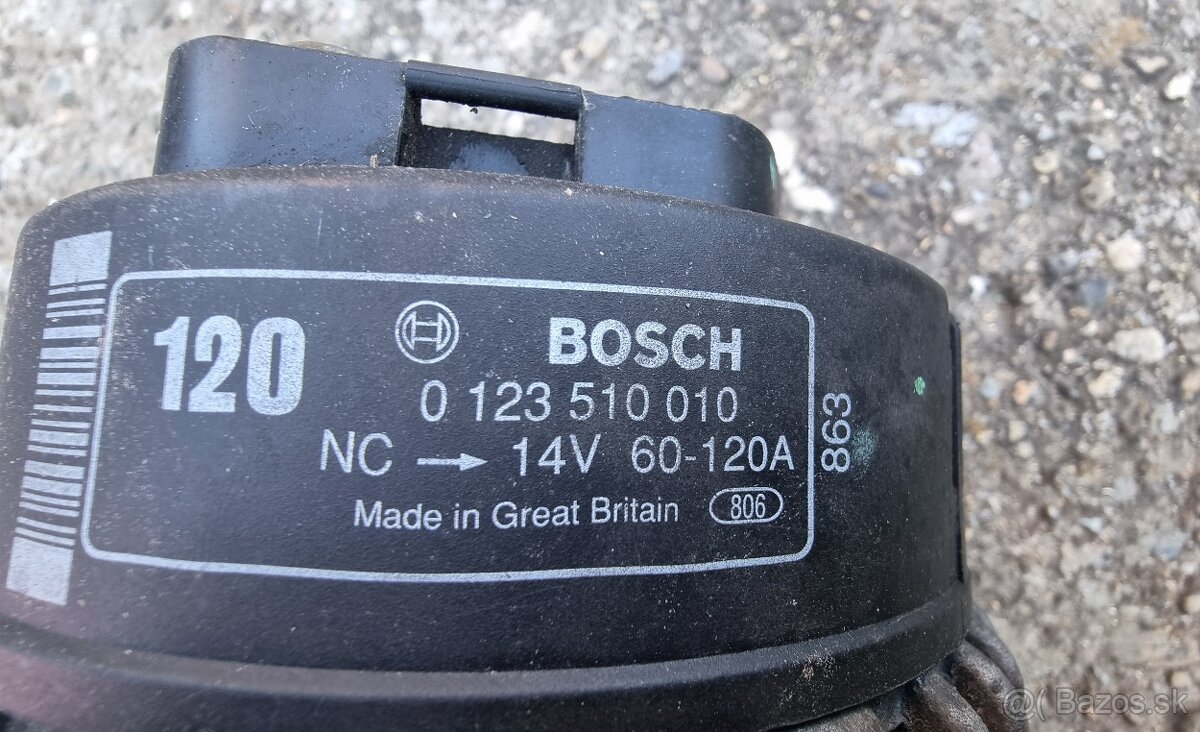 120
BOSCH
0 123 510 010
NC → 14V 60-120A
Made in Great Britain 806
863
@( Bazos.sk